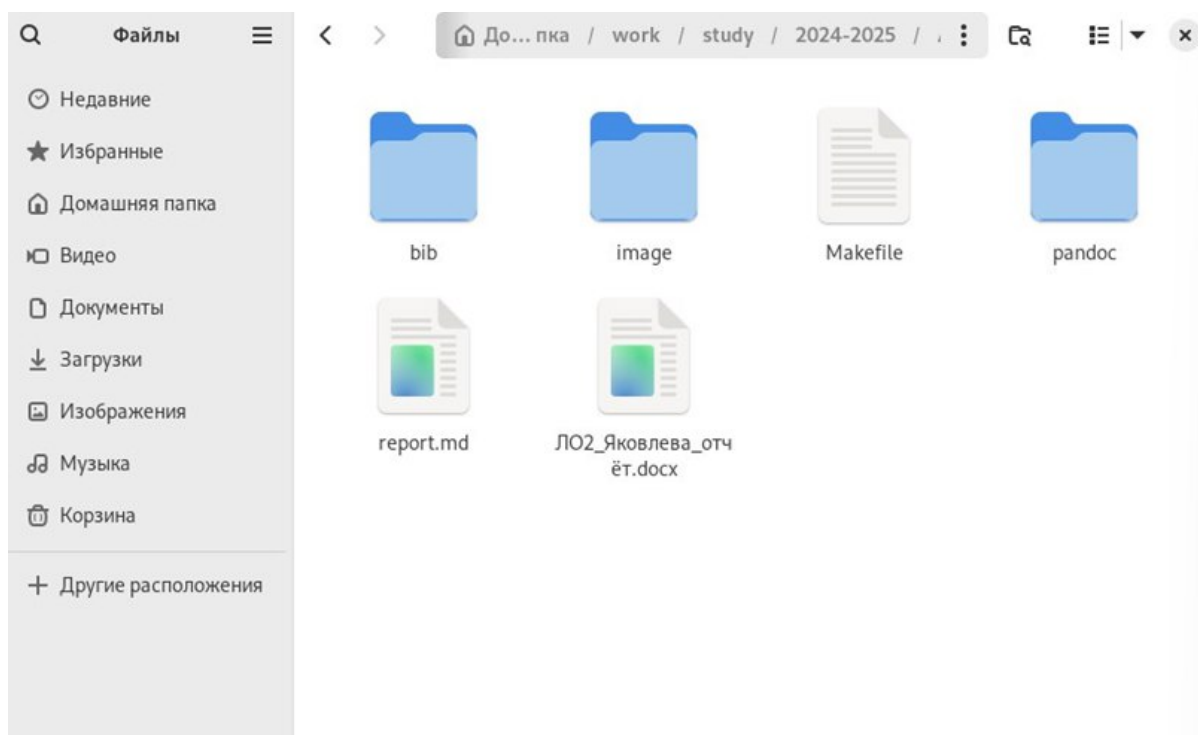 Файлы
До... пка / work / study / 2024-2025 /
Недавние
Избранные
Домашняя папка
Видео
Документы
Загрузки
Изображения
Музыка
Корзина
Другие расположения
bib
image
Makefile
pandoc
report.md
ЛО2_Яковлева_отч
ёт.docx